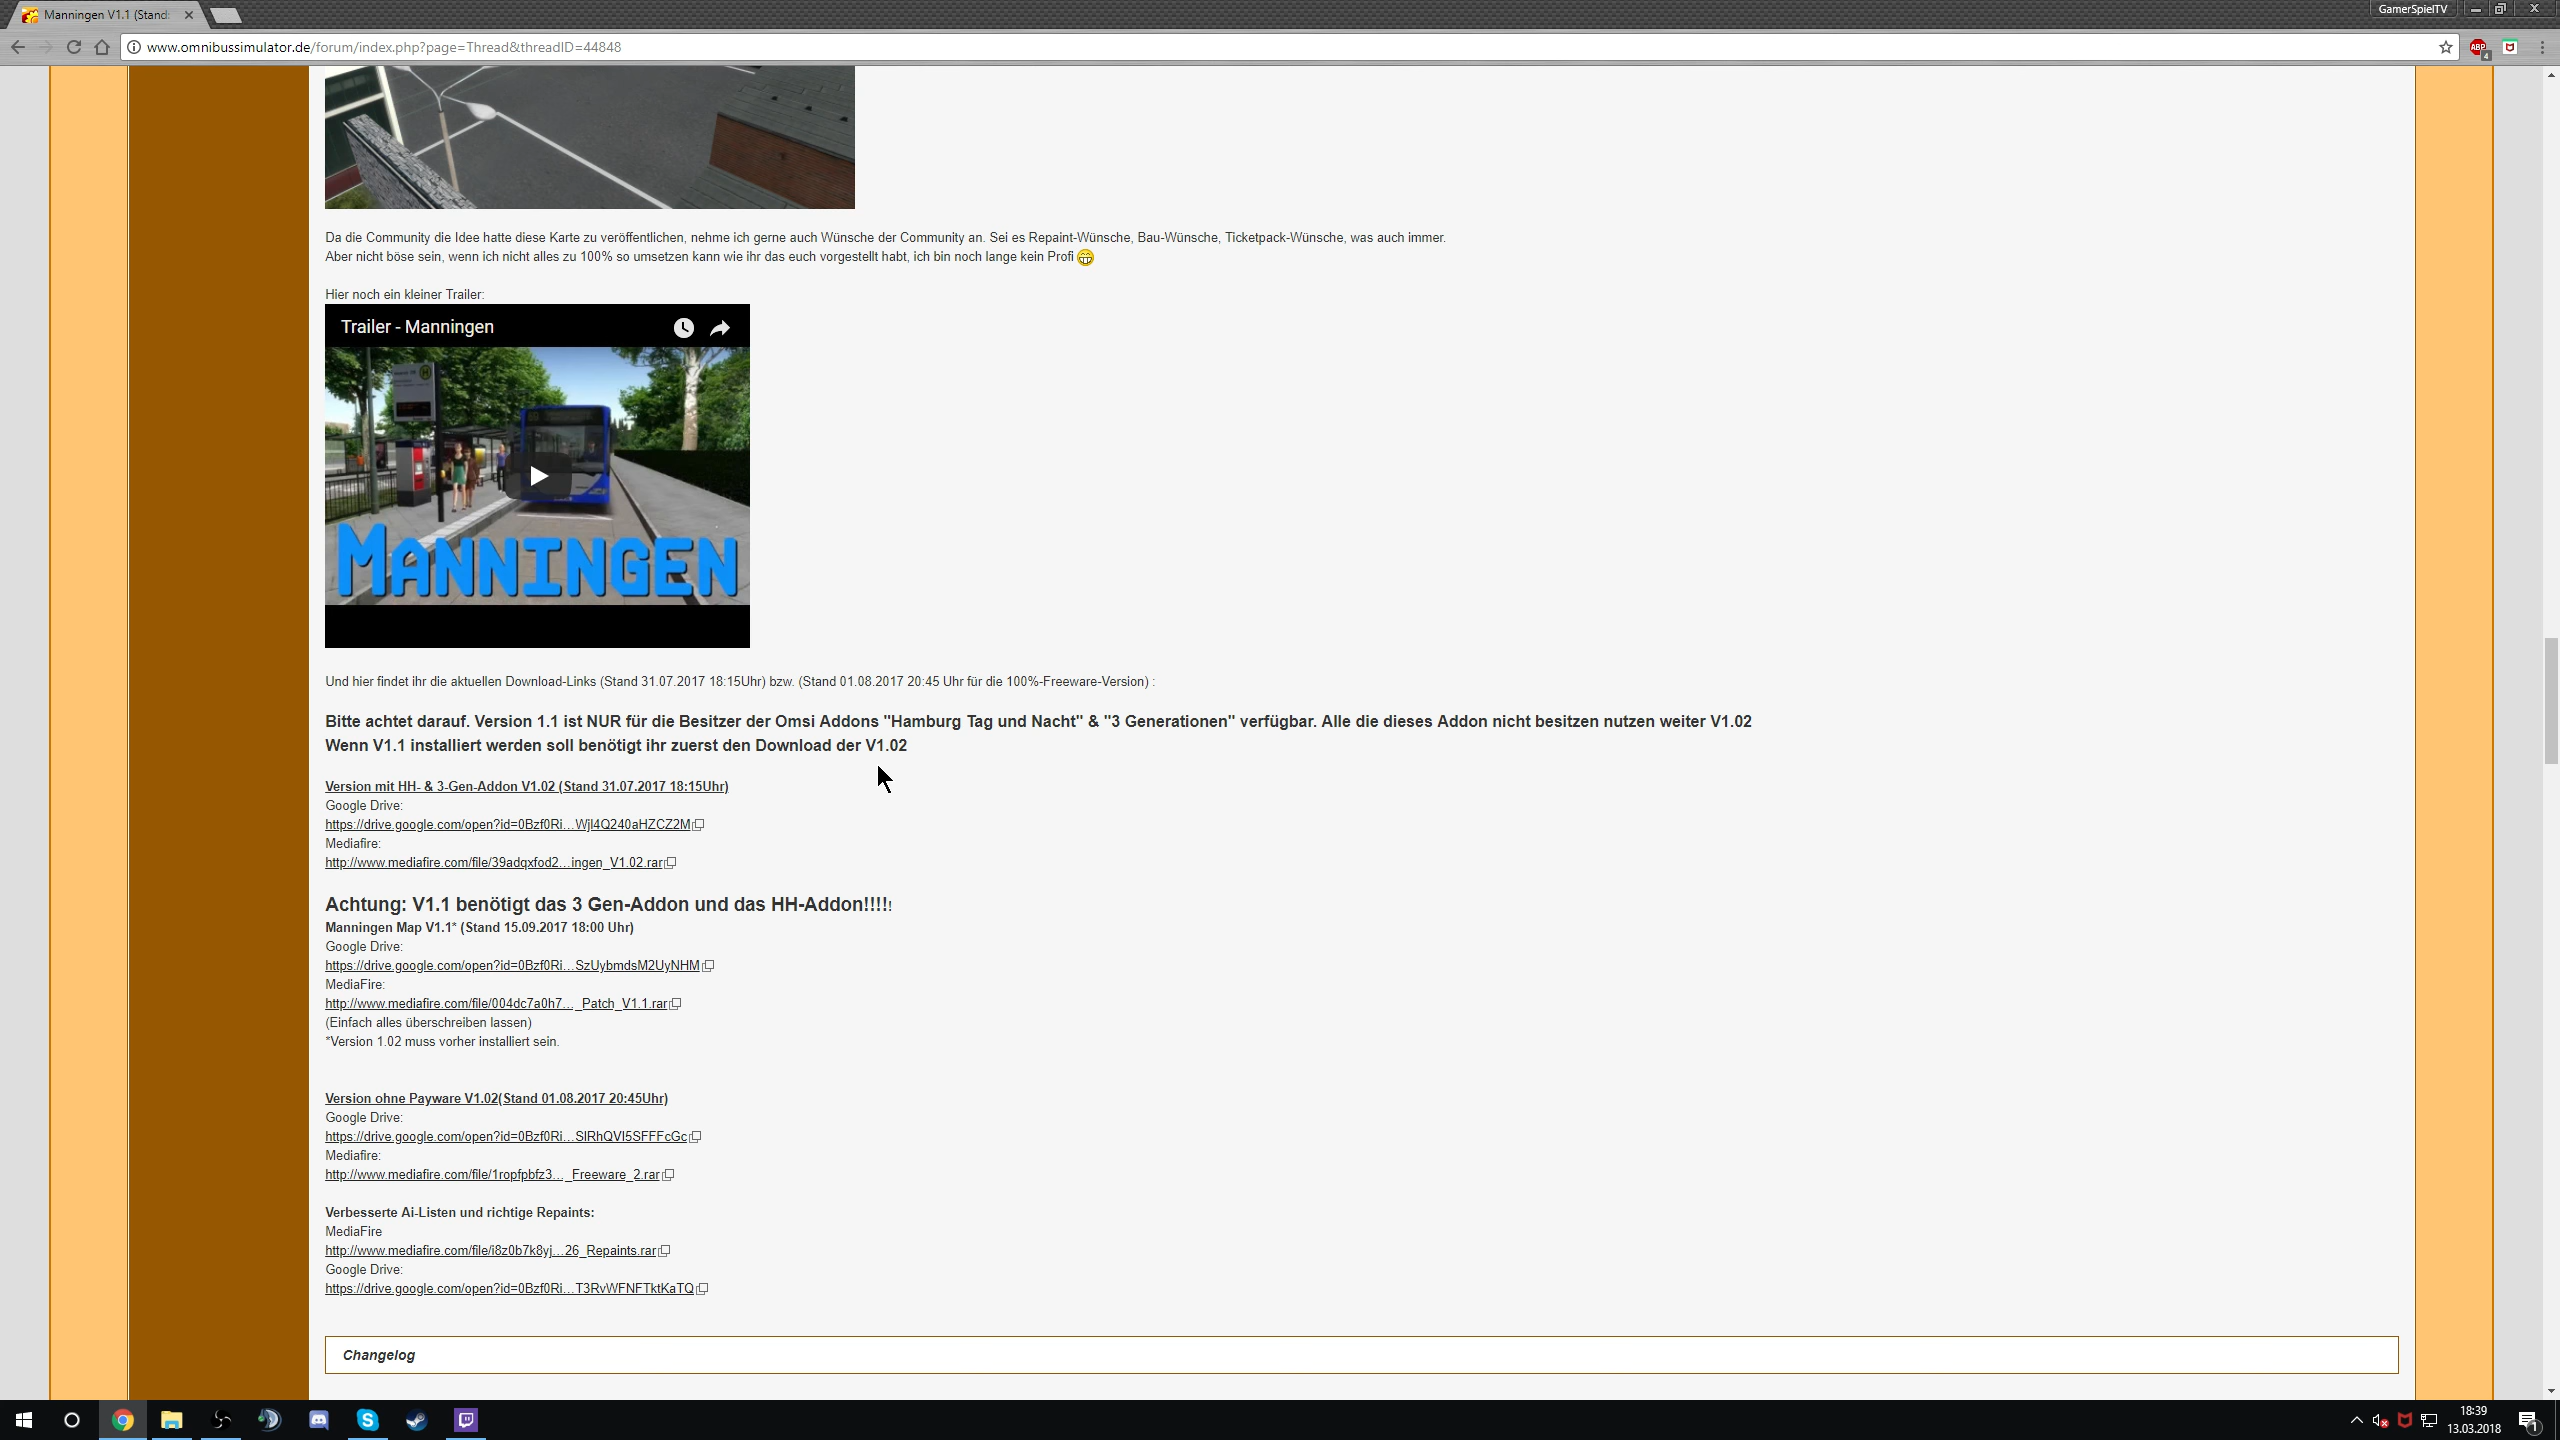 Manningen V1.1 (Stand:
GamerSpielTV
www.omnibussimulator.de/forum/index.php?page=Thread&threadID=44848
ABP
4
Da die Community die Idee hatte diese Karte zu veröffentlichen, nehme ich gerne auch Wünsche der Community an. Sei es Repaint-Wünsche, Bau-Wünsche, Ticketpack-Wünsche, was auch immer.
Aber nicht böse sein, wenn ich nicht alles zu 100% so umsetzen kann wie ihr das euch vorgestellt habt, ich bin noch lange kein Profi
Hier noch ein kleiner Trailer:
Trailer - Manningen
H
MANNINGEN
Und hier findet ihr die aktuellen Download-Links (Stand 31.07.2017 18:15Uhr) bzw. (Stand 01.08.2017 20:45 Uhr für die 100%-Freeware-Version) :
Bitte achtet darauf. Version 1.1 ist NUR für die Besitzer der Omsi Addons "Hamburg Tag und Nacht" & "3 Generationen" verfügbar. Alle die dieses Addon nicht besitzen nutzen weiter V1.02
Wenn V1.1 installiert werden soll benötigt ihr zuerst den Download der V1.02
Version mit HH- & 3-Gen-Addon V1.02 (Stand 31.07.2017 18:15Uhr)
Google Drive:
https://drive.google.com/open?id=0Bzf0Ri…Wjl4Q240aHZCZ2M
Mediafire:
http://www.mediafire.com/file/39adqxfod2…ingen_V1.02.rar
Achtung: V1.1 benötigt das 3 Gen-Addon und das HH-Addon!!!!!
Manningen Map V1.1* (Stand 15.09.2017 18:00 Uhr)
Google Drive:
https://drive.google.com/open?id=0Bzf0Ri…SzUybmdsM2UyNHM
MediaFire:
http://www.mediafire.com/file/004dc7a0h7…_Patch_V1.1.rar
(Einfach alles überschreiben lassen)
*Version 1.02 muss vorher installiert sein.
Version ohne Payware V1.02(Stand 01.08.2017 20:45Uhr)
Google Drive:
https://drive.google.com/open?id=0Bzf0Ri…SlRhQVl5SFFFcGc
Mediafire:
http://www.mediafire.com/file/1ropfpbfz3…_Freeware_2.rar
Verbesserte Ai-Listen und richtige Repaints:
MediaFire
http://www.mediafire.com/file/i8z0b7k8yj…26_Repaints.rar
Google Drive:
https://drive.google.com/open?id=0Bzf0Ri…T3RvWFNFTktKaTQ
Changelog
18:39
13.03.2018
1